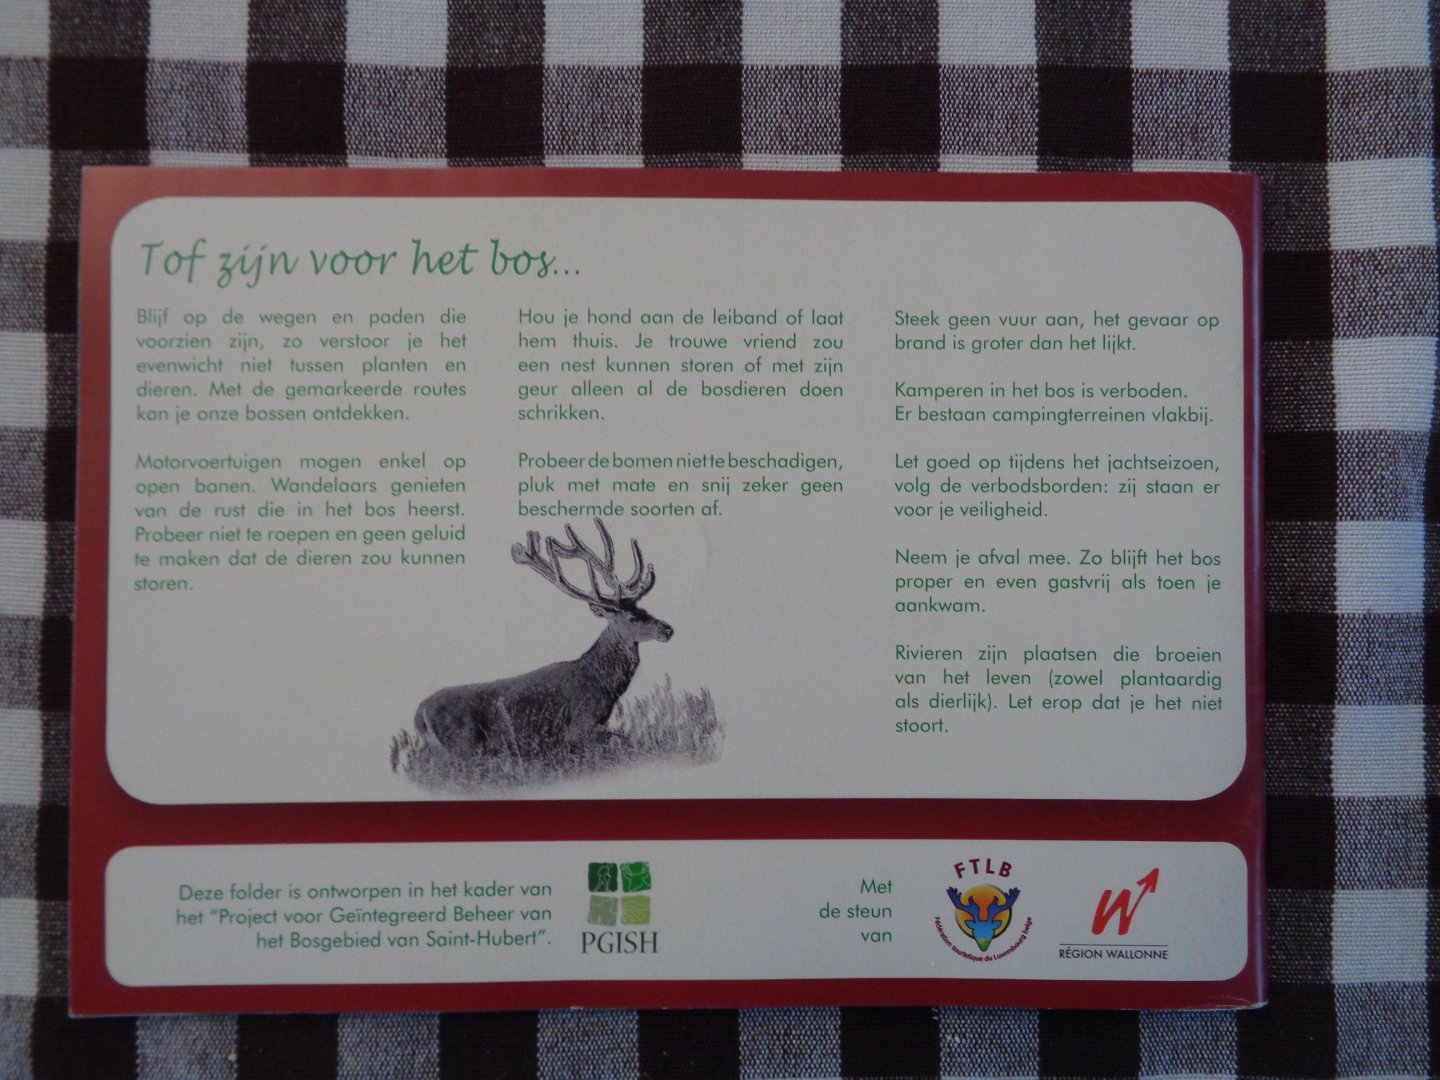 Tof zijn voor het bos...
Blijf op de wegen en paden die
voorzien zijn, zo verstoor je het
evenwicht niet tussen planten en
dieren. Met de gemarkeerde routes
kan je onze bossen ontdekken.
Motorvoertuigen mogen enkel op
open banen. Wandelaars genieten
van de rust die in het bos heerst.
Probeer niet te roepen en geen geluid
te maken dat de dieren zou kunnen
storen.
Hou je hond aan de leiband of laat
hem thuis. Je trouwe vriend zou
een nest kunnen storen of met zijn
geur alleen al de bosdieren doen
schrikken.
Probeer de bomen niet te beschadigen,
pluk met mate en snij zeker geen
beschermde soorten af.
Steek geen vuur aan, het gevaar op
brand is groter dan het lijkt.
Kamperen in het bos is verboden.
Er bestaan campingterreinen vlakbij.
Let goed op tijdens het jachtseizoen,
volg de verbodsborden: zij staan er
voor je veiligheid.
Neem je afval mee. Zo blijft het bos
proper en even gastvrij als toen je
aankwam.
Rivieren zijn plaatsen die broeien
van het leven (zowel plantaardig
als dierlijk). Let erop dat je het niet
stoort.
Deze folder is ontworpen in het kader van
het "Project voor Geïntegreerd Beheer van
het Bosgebied van Saint-Hubert".
PGISH
Met
de steun
van
FTLB
Fédération touristique du Luxembourg belge
W
RÉGION WALLONNE